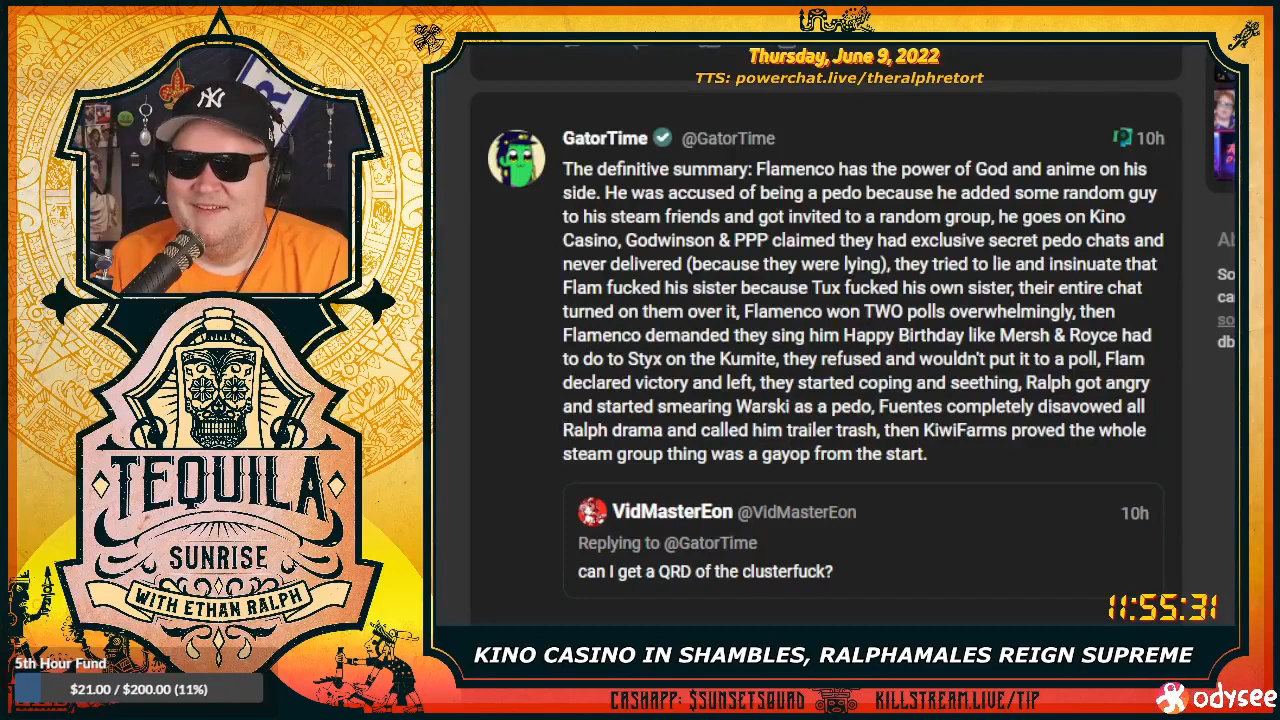 Thursday, June 9, 2022
TTS: powerchat.live/theralphretort
GatorTime @GatorTime
10h
The definitive summary: Flamenco has the power of God and anime on his
side. He was accused of being a pedo because he added some random guy
to his steam friends and got invited to a random group, he goes on Kino
Casino, Godwinson & PPP claimed they had exclusive secret pedo chats and
never delivered (because they were lying), they tried to lie and insinuate that
Flam fucked his sister because Tux fucked his own sister, their entire chat
turned on them over it, Flamenco won TWO polls overwhelmingly, then
Flamenco demanded they sing him Happy Birthday like Mersh & Royce had
to do to Styx on the Kumite, they refused and wouldn't put it to a poll, Flam
declared victory and left, they started coping and seething, Ralph got angry
and started smearing Warski as a pedo, Fuentes completely disavowed all
Ralph drama and called him trailer trash, then KiwiFarms proved the whole
steam group thing was a gayop from the start.
VidMasterEon @VidMasterEon
10h
Replying to @GatorTime
can I get a QRD of the clusterfuck?
So
ca
so
db
11:55:31
NY
R
TEQUILA
SUNRISE
WITH ETHAN RALPH
5th Hour Fund
$21.00 / $200.00 (11%)
KINO CASINO IN SHAMBLES, RALPHAMALES REIGN SUPREME
CASHAPP: $SUNSETSQUAD
KILLSTREAM.LIVE/TIP
odysee